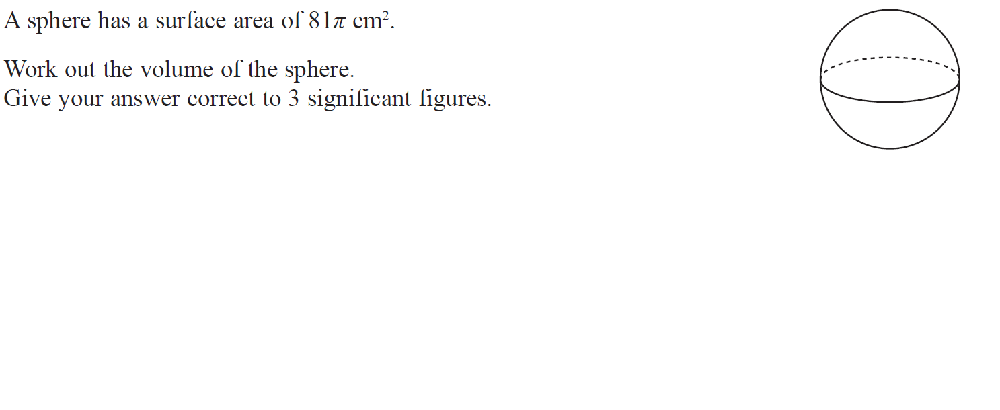 A sphere has a surface area of 81π cm².
Work out the volume of the sphere.
Give your answer correct to 3 significant figures.